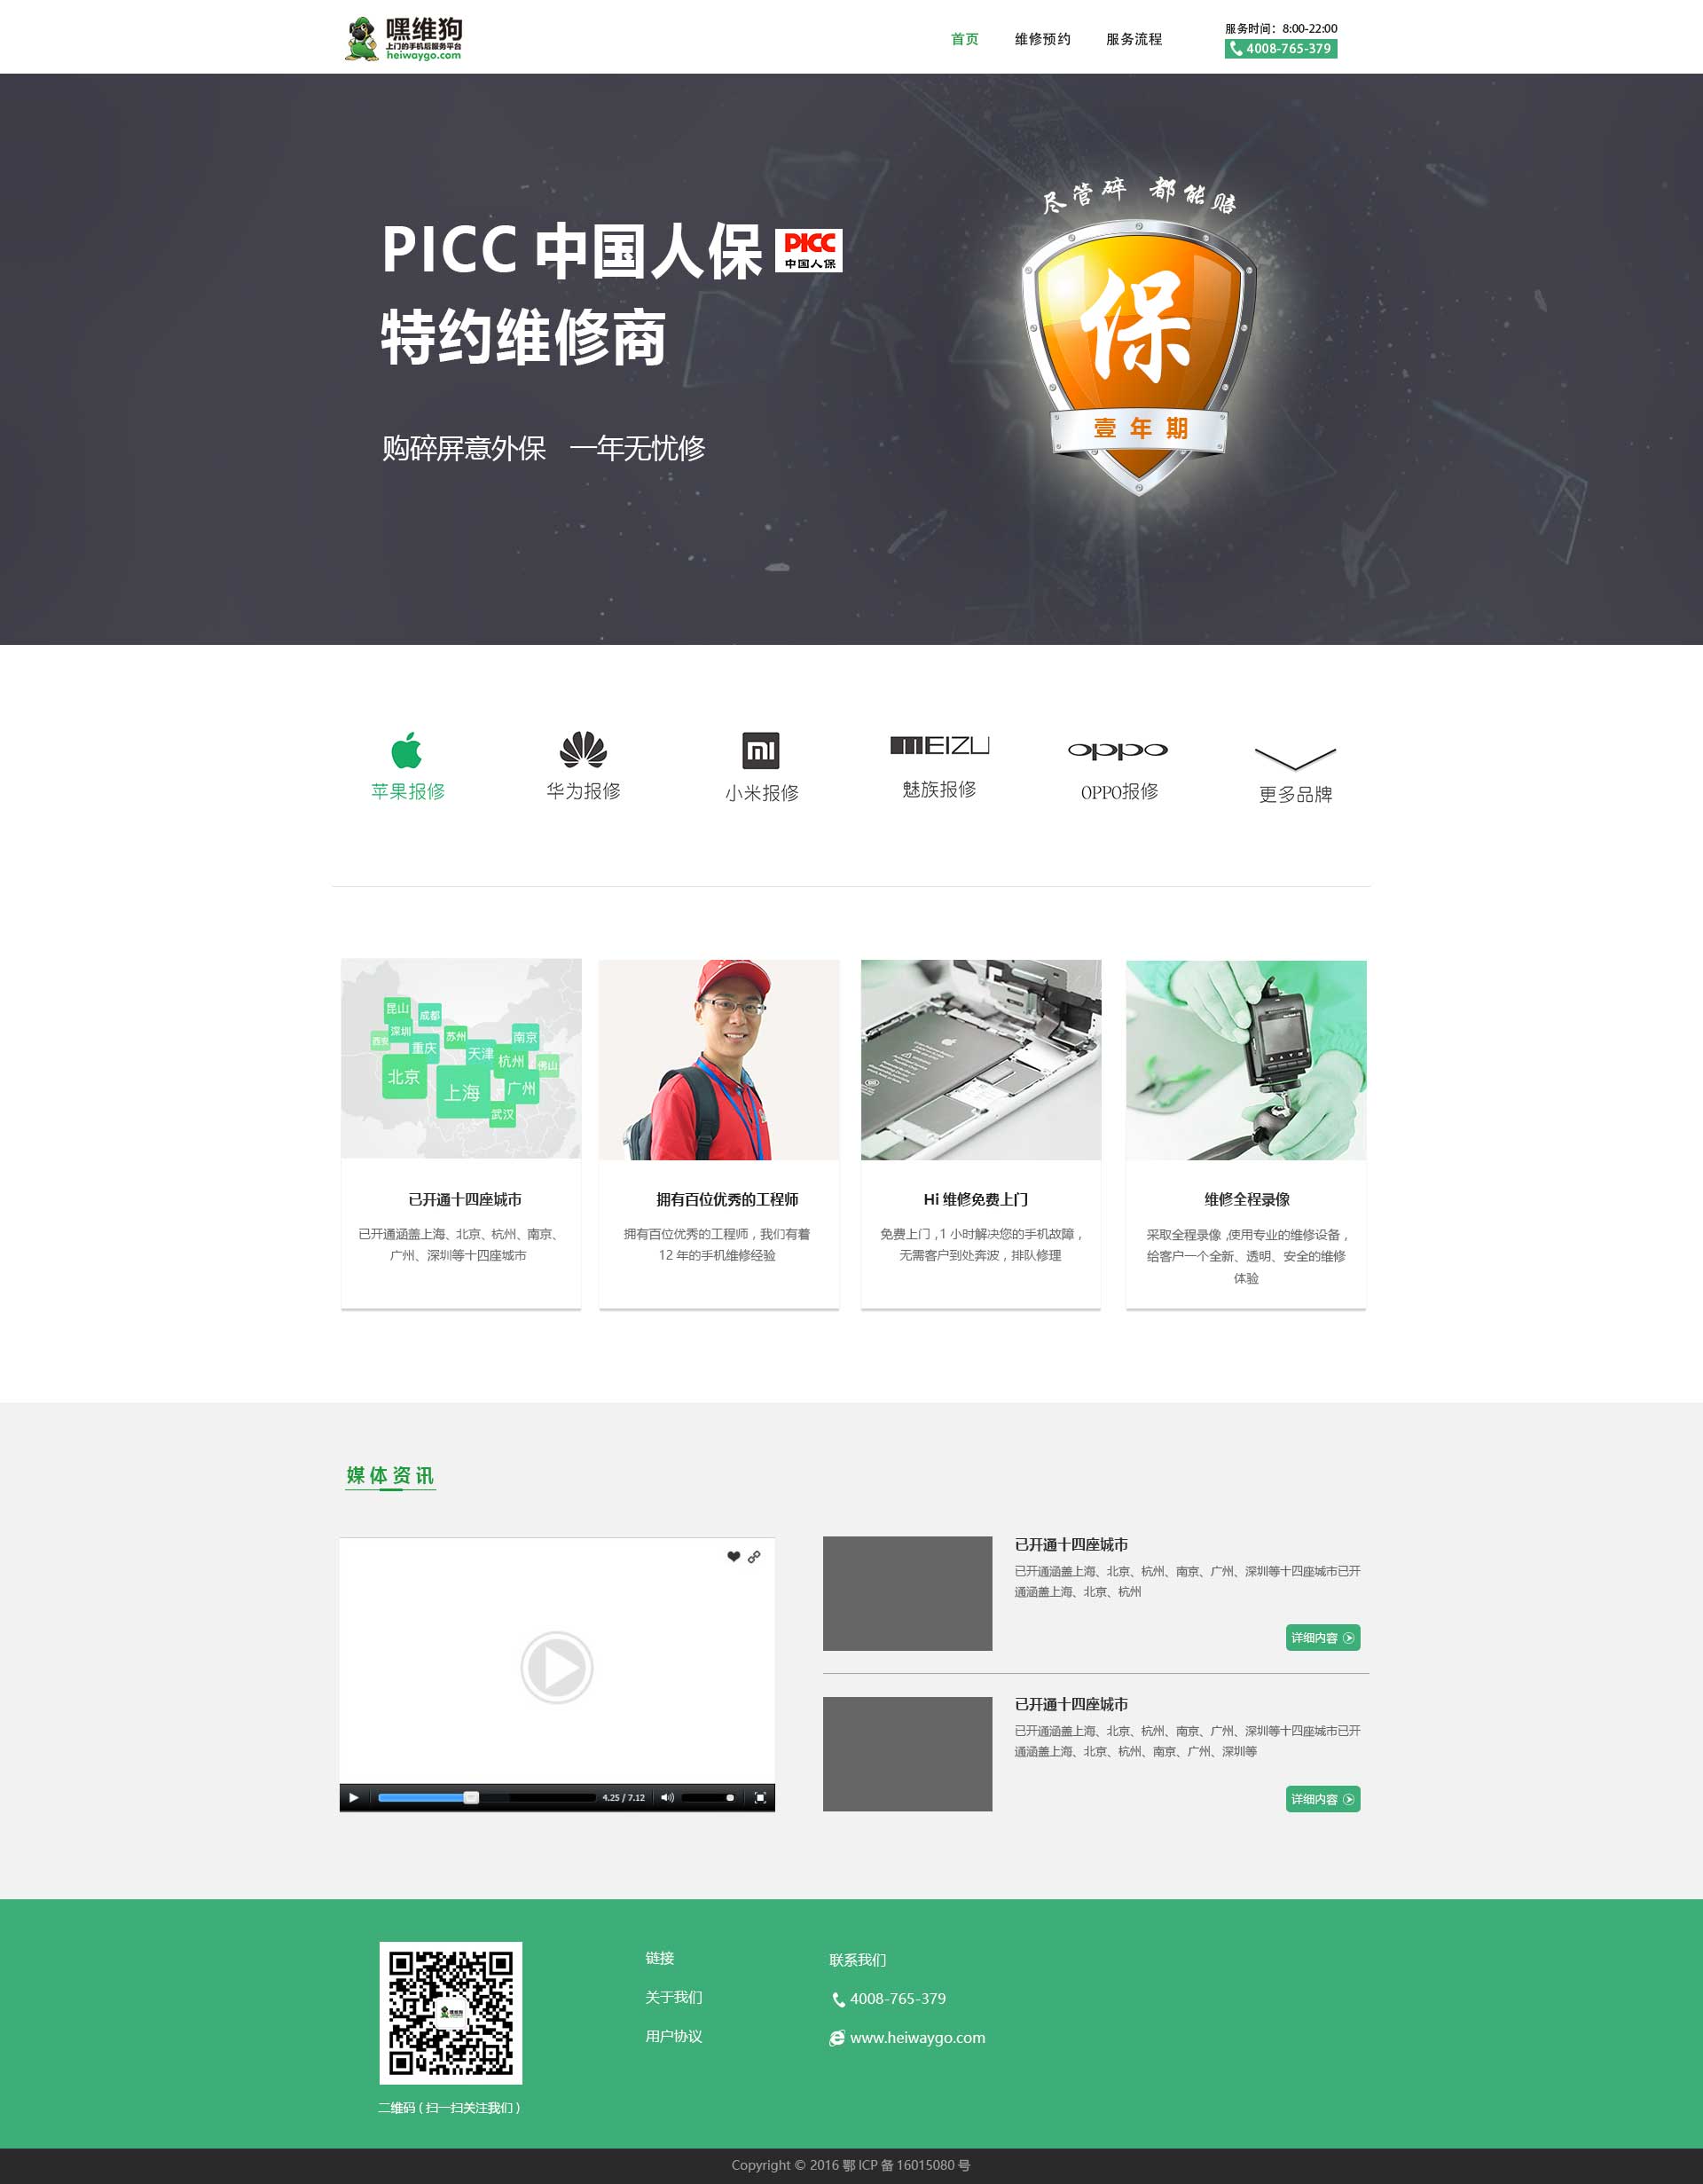 嘿维狗
上门的手机后服务平台
heiwaygo.com
首页
维修预约
服务流程
服务时间：8:00-22:00
4008-765-379
尽管碎 都能赔
PICC 中国人保
PICC
中国人保
特约维修商
保
壹年期
购碎屏意外保 一年无忧修
MI
MEIZU
oppo
苹果报修
华为报修
小米报修
魅族报修
OPPO报修
更多品牌
昆山
成都
深圳
苏州
南京
西安
重庆
天津
杭州
佛山
北京
上海
广州
武汉
已开通十四座城市
已开通涵盖上海、北京、杭州、南京、
广州、深圳等十四座城市
拥有百位优秀的工程师
拥有百位优秀的工程师，我们有着
12 年的手机维修经验
Hi 维修免费上门
免费上门，1 小时解决您的手机故障，
无需客户到处奔波，排队修理
维修全程录像
采取全程录像，使用专业的维修设备，
给客户一个全新、透明、安全的维修
体验
媒体资讯
4.25 / 7.12
已开通十四座城市
已开通涵盖上海、北京、杭州、南京、广州、深圳等十四座城市已开
通涵盖上海、北京、杭州
详细内容
已开通十四座城市
已开通涵盖上海、北京、杭州、南京、广州、深圳等十四座城市已开
通涵盖上海、北京、杭州、南京、广州、深圳等
详细内容
二维码（扫一扫关注我们）
链接
关于我们
用户协议
联系我们
4008-765-379
www.heiwaygo.com
Copyright © 2016 鄂 ICP 备 16015080 号